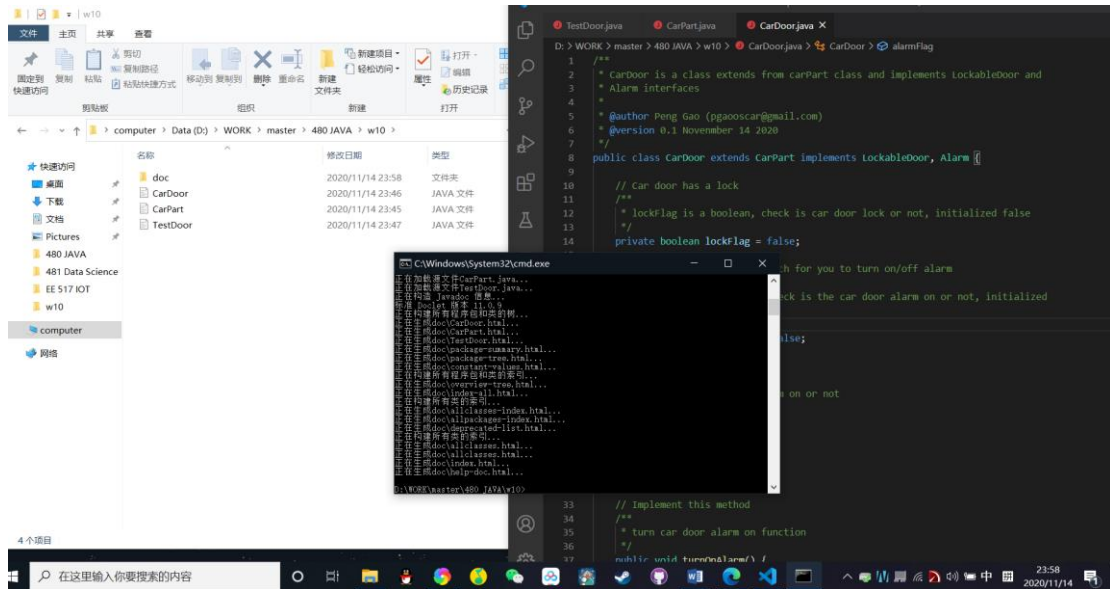 w10
文件 主页 共享 查看
固定到快速访问
复制
粘贴
剪切
复制路径
粘贴快捷方式
移动到
复制到
删除
重命名
新建文件夹
新建项目
轻松访问
属性
打开
编辑
历史记录
剪贴板 组织 新建 打开
computer > Data (D:) > WORK > master > 480 JAVA > w10 >
名称 修改日期 类型
快速访问
桌面
下载
文档
Pictures
480 JAVA
481 Data Science
EE 517 IOT
w10
computer
网络
doc 2020/11/14 23:58 文件夹
CarDoor 2020/11/14 23:46 JAVA 文件
CarPart 2020/11/14 23:45 JAVA 文件
TestDoor 2020/11/14 23:47 JAVA 文件
4个项目
TestDoor.java CarPart.java CarDoor.java ×
D: > WORK > master > 480 JAVA > w10 > CarDoor.java > CarDoor > alarmFlag
1 /**
2 * CarDoor is a class extends from carPart class and implements LockableDoor and
3 * Alarm interfaces
4 *
5 * @author Peng Gao (pgaooscar@gmail.com)
6 * @version 0.1 Novenmber 14 2020
7 */
8 public class CarDoor extends CarPart implements LockableDoor, Alarm {
9
10 // Car door has a lock
11 /**
12 * lockFlag is a boolean, check is car door lock or not, initialized false
13 */
14 private boolean lockFlag = false;
h for you to turn on/off alarm
eck is the car door alarm on or not, initialized
lse;
on or not
33 // Implement this method
34 /**
35 * turn car door alarm on function
36 */
37 public void turnOnAlarm() {
C:\Windows\System32\cmd.exe
正在加载源文件CarPart.java...
正在加载源文件TestDoor.java...
正在构造 Javadoc 信息...
标准 Doclet 版本 11.0.9
正在构建所有程序包和类的树...
正在生成doc\CarDoor.html...
正在生成doc\CarPart.html...
正在生成doc\TestDoor.html...
正在生成doc\package-summary.html...
正在生成doc\package-tree.html...
正在生成doc\constant-values.html...
正在构建所有程序包和类的索引...
正在生成doc\overview-tree.html...
正在生成doc\index-all.html...
正在构建所有类的索引...
正在生成doc\allclasses-index.html...
正在生成doc\allpackages-index.html...
正在生成doc\deprecated-list.html...
正在构建所有类的索引...
正在生成doc\allclasses.html...
正在生成doc\allclasses.html...
正在生成doc\index.html...
正在生成doc\help-doc.html...
D:\WORK\master\480 JAVA\w10>
在这里输入你要搜索的内容
中
23:58
2020/11/14